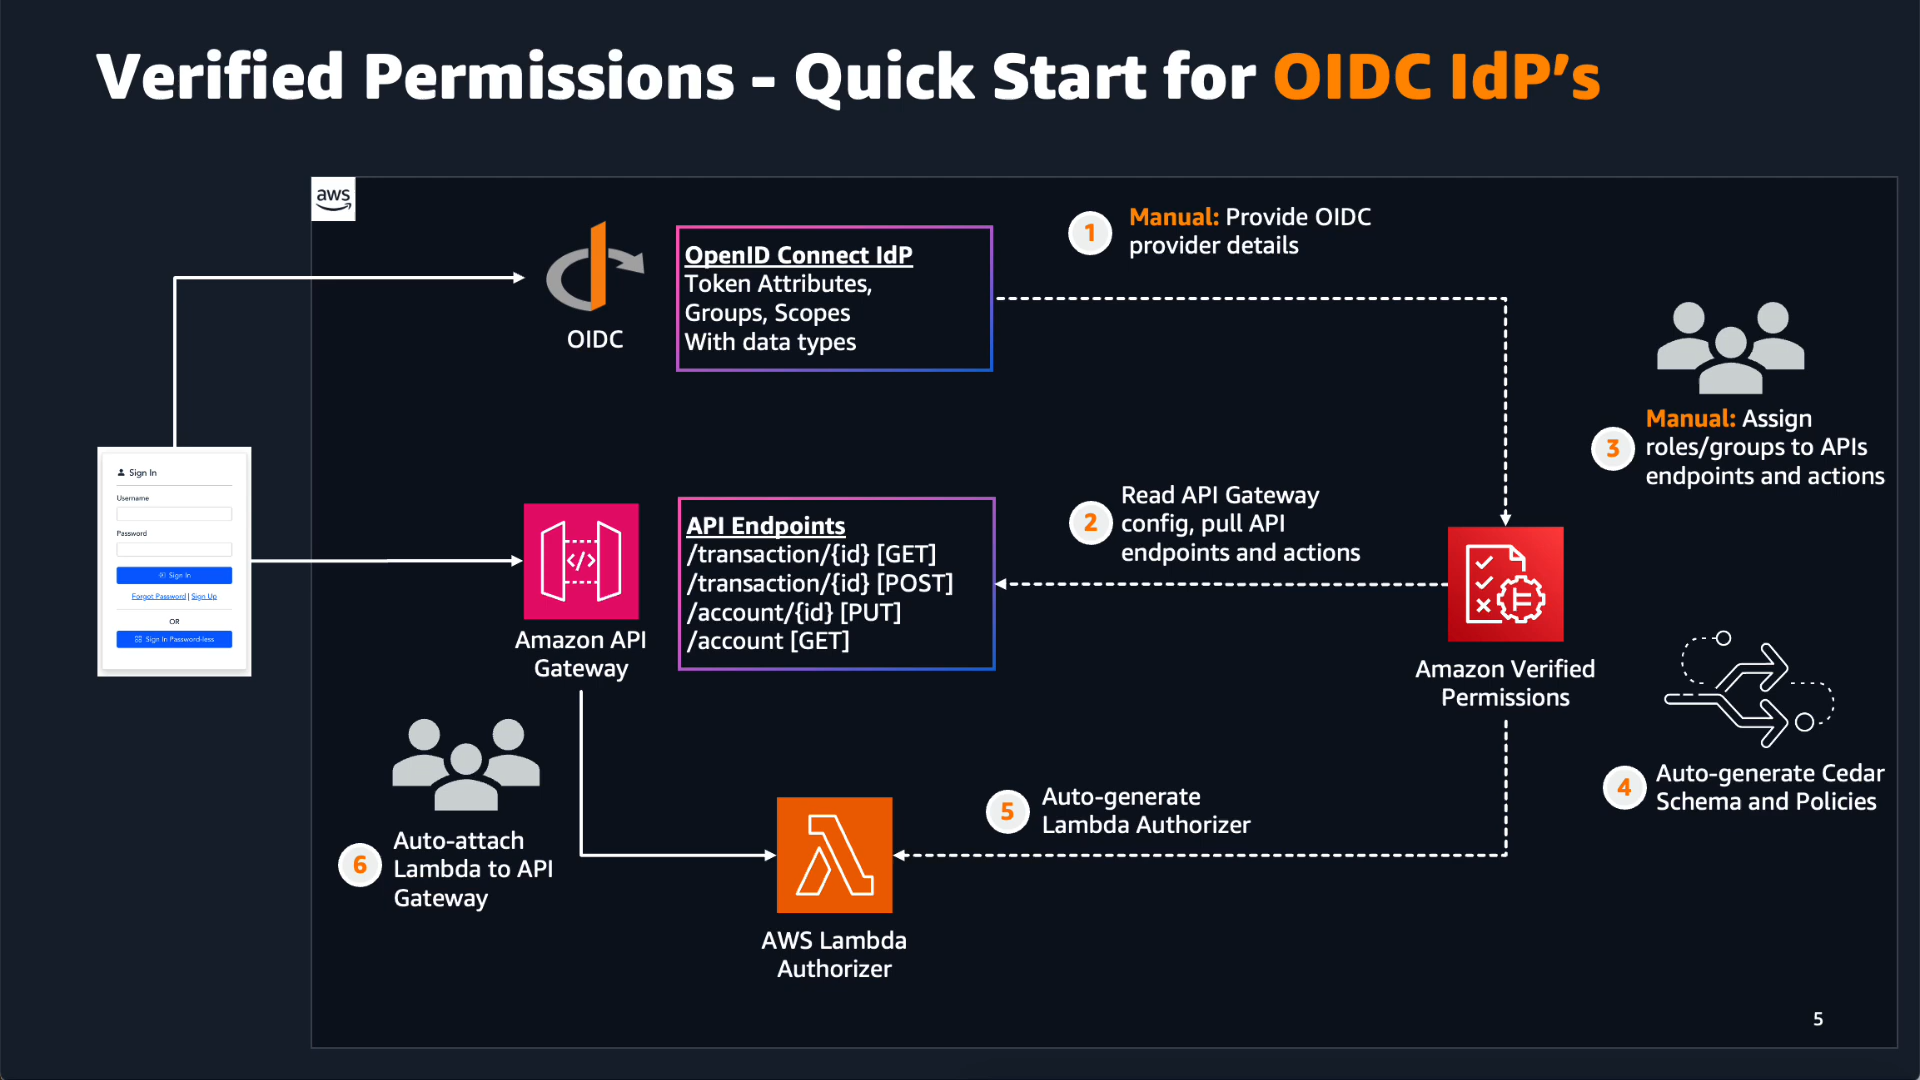 Verified Permissions - Quick Start for OIDC IdP's
aws
OIDC
OpenID Connect IdP
Token Attributes,
Groups, Scopes
With data types
1
Manual: Provide OIDC
provider details
3
Manual: Assign
roles/groups to APIs
endpoints and actions
Sign In
Username
Password
Sign In
Forgot Password | Sign Up
OR
Sign In Password-less
</>
Amazon API
Gateway
API Endpoints
/transaction/{id} [GET]
/transaction/{id} [POST]
/account/{id} [PUT]
/account [GET]
2
Read API Gateway
config, pull API
endpoints and actions
Amazon Verified
Permissions
4
Auto-generate Cedar
Schema and Policies
5
Auto-generate
Lambda Authorizer
6
Auto-attach
Lambda to API
Gateway
AWS Lambda
Authorizer
5